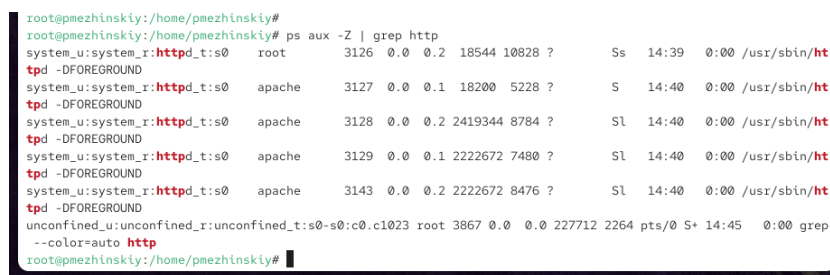 root@pmezhinskiy:/home/pmezhinskiy#
root@pmezhinskiy:/home/pmezhinskiy# ps aux -Z | grep http
system_u:system_r:httpd_t:s0    root        3126  0.0  0.2  18544 10828 ?        Ss   14:39   0:00 /usr/sbin/ht
tpd -DFOREGROUND
system_u:system_r:httpd_t:s0    apache      3127  0.0  0.1  18200  5228 ?        S    14:40   0:00 /usr/sbin/ht
tpd -DFOREGROUND
system_u:system_r:httpd_t:s0    apache      3128  0.0  0.2 2419344 8784 ?        Sl   14:40   0:00 /usr/sbin/ht
tpd -DFOREGROUND
system_u:system_r:httpd_t:s0    apache      3129  0.0  0.1 2222672 7480 ?        Sl   14:40   0:00 /usr/sbin/ht
tpd -DFOREGROUND
system_u:system_r:httpd_t:s0    apache      3143  0.0  0.2 2222672 8476 ?        Sl   14:40   0:00 /usr/sbin/ht
tpd -DFOREGROUND
unconfined_u:unconfined_r:unconfined_t:s0-s0:c0.c1023 root 3867 0.0  0.0 227712 2264 pts/0 S+ 14:45   0:00 grep
 --color=auto http
root@pmezhinskiy:/home/pmezhinskiy#